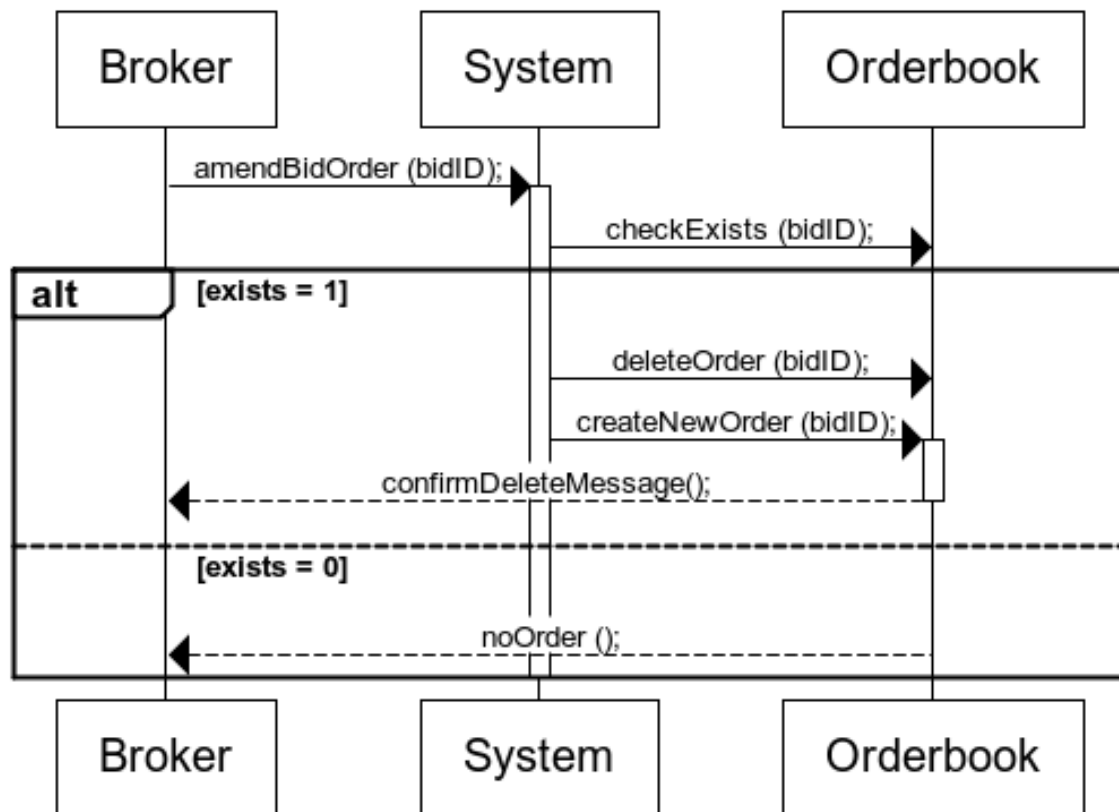 Broker
System
Orderbook
amendBidOrder (bidID);
checkExists (bidID);
alt
[exists = 1]
deleteOrder (bidID);
createNewOrder (bidID);
confirmDeleteMessage();
[exists = 0]
noOrder ();
Broker
System
Orderbook